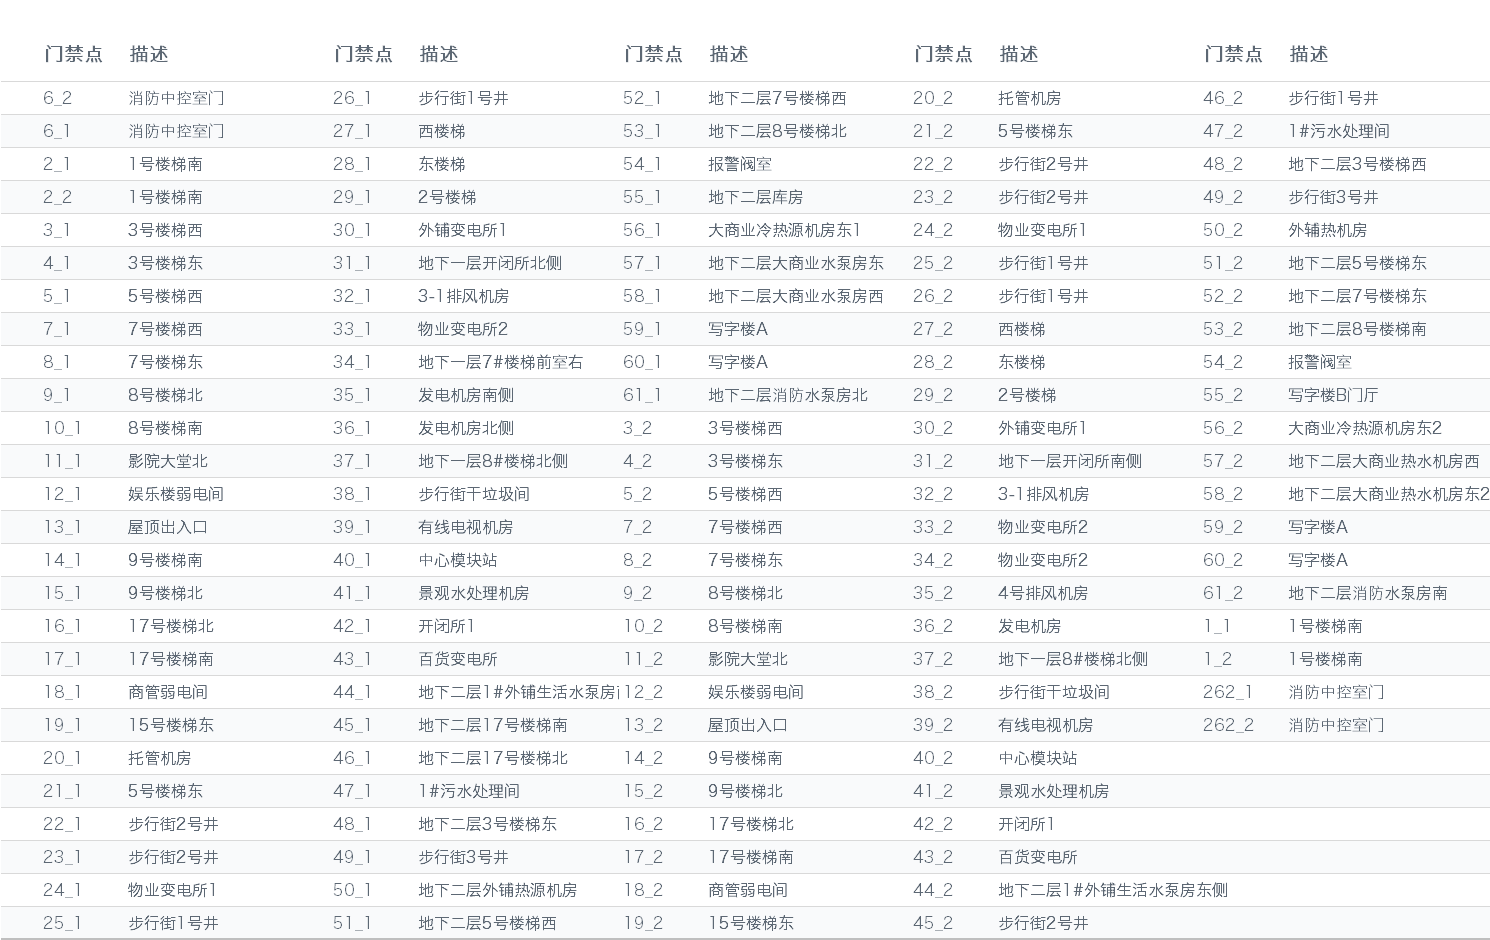 门禁点 描述 门禁点 描述 门禁点 描述 门禁点 描述 门禁点 描述
6_2 消防中控室门 26_1 步行街1号井 52_1 地下二层7号楼梯西 20_2 托管机房 46_2 步行街1号井
6_1 消防中控室门 27_1 西楼梯 53_1 地下二层8号楼梯北 21_2 5号楼梯东 47_2 1#污水处理间
2_1 1号楼梯南 28_1 东楼梯 54_1 报警阀室 22_2 步行街2号井 48_2 地下二层3号楼梯西
2_2 1号楼梯南 29_1 2号楼梯 55_1 地下二层库房 23_2 步行街2号井 49_2 步行街3号井
3_1 3号楼梯西 30_1 外铺变电所1 56_1 大商业冷热源机房东1 24_2 物业变电所1 50_2 外辅热机房
4_1 3号楼梯东 31_1 地下一层开闭所北侧 57_1 地下二层大商业水泵房东 25_2 步行街1号井 51_2 地下二层5号楼梯东
5_1 5号楼梯西 32_1 3-1排风机房 58_1 地下二层大商业水泵房西 26_2 步行街1号井 52_2 地下二层7号楼梯东
7_1 7号楼梯西 33_1 物业变电所2 59_1 写字楼A 27_2 西楼梯 53_2 地下二层8号楼梯南
8_1 7号楼梯东 34_1 地下一层7#楼梯前室右 60_1 写字楼A 28_2 东楼梯 54_2 报警阀室
9_1 8号楼梯北 35_1 发电机房南侧 61_1 地下二层消防水泵房北 29_2 2号楼梯 55_2 写字楼B门厅
10_1 8号楼梯南 36_1 发电机房北侧 3_2 3号楼梯西 30_2 外铺变电所1 56_2 大商业冷热源机房东2
11_1 影院大堂北 37_1 地下一层8#楼梯北侧 4_2 3号楼梯东 31_2 地下一层开闭所南侧 57_2 地下二层大商业热水机房西
12_1 娱乐楼弱电间 38_1 步行街干垃圾间 5_2 5号楼梯西 32_2 3-1排风机房 58_2 地下二层大商业热水机房东2
13_1 屋顶出入口 39_1 有线电视机房 7_2 7号楼梯西 33_2 物业变电所2 59_2 写字楼A
14_1 9号楼梯南 40_1 中心模块站 8_2 7号楼梯东 34_2 物业变电所2 60_2 写字楼A
15_1 9号楼梯北 41_1 景观水处理机房 9_2 8号楼梯北 35_2 4号排风机房 61_2 地下二层消防水泵房南
16_1 17号楼梯北 42_1 开闭所1 10_2 8号楼梯南 36_2 发电机房 1_1 1号楼梯南
17_1 17号楼梯南 43_1 百货变电所 11_2 影院大堂北 37_2 地下一层8#楼梯北侧 1_2 1号楼梯南
18_1 商管弱电间 44_1 地下二层1#外铺生活水泵房 12_2 娱乐楼弱电间 38_2 步行街干垃圾间 262_1 消防中控室门
19_1 15号楼梯东 45_1 地下二层17号楼梯南 13_2 屋顶出入口 39_2 有线电视机房 262_2 消防中控室门
20_1 托管机房 46_1 地下二层17号楼梯北 14_2 9号楼梯南 40_2 中心模块站
21_1 5号楼梯东 47_1 1#污水处理间 15_2 9号楼梯北 41_2 景观水处理机房
22_1 步行街2号井 48_1 地下二层3号楼梯东 16_2 17号楼梯北 42_2 开闭所1
23_1 步行街2号井 49_1 步行街3号井 17_2 17号楼梯南 43_2 百货变电所
24_1 物业变电所1 50_1 地下二层外铺热源机房 18_2 商管弱电间 44_2 地下二层1#外铺生活水泵房东侧
25_1 步行街1号井 51_1 地下二层5号楼梯西 19_2 15号楼梯东 45_2 步行街2号井